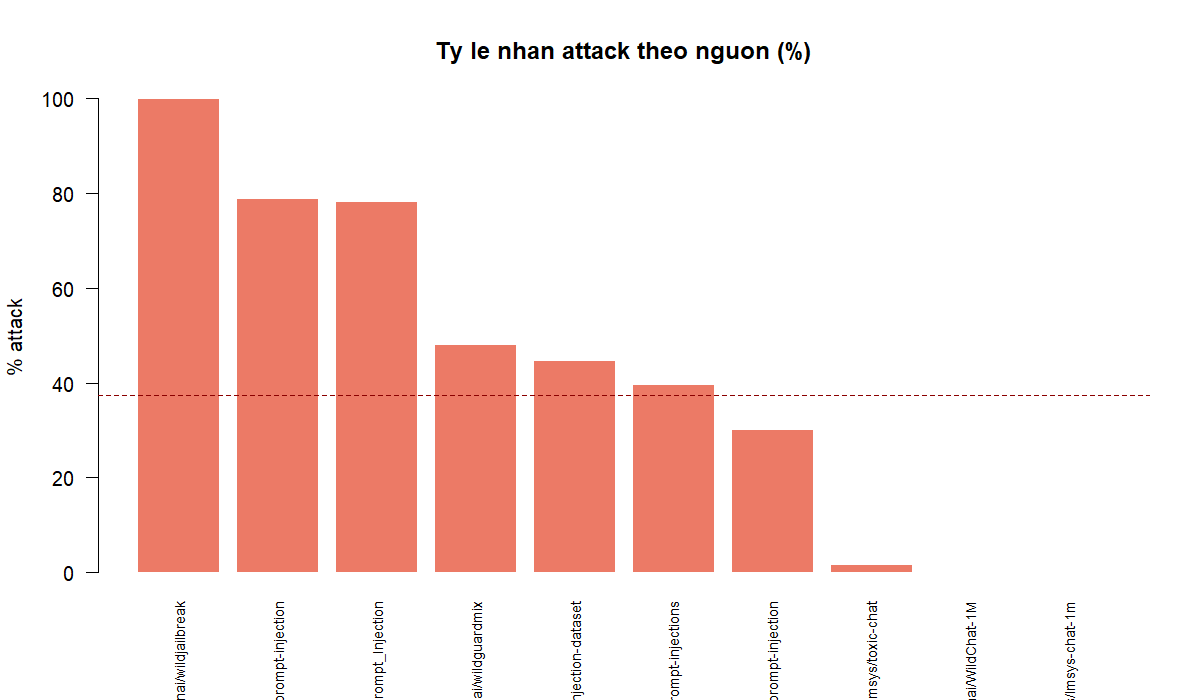 Ty le nhan attack theo nguon (%)
% attack
100
80
60
40
20
0
nai/wildjailbreak
prompt-injection
rompt_Injection
ai/wildguardmix
njection-dataset
rompt-injections
prompt-injection
msys/toxic-chat
nai/WildChat-1M
s/lmsys-chat-1m